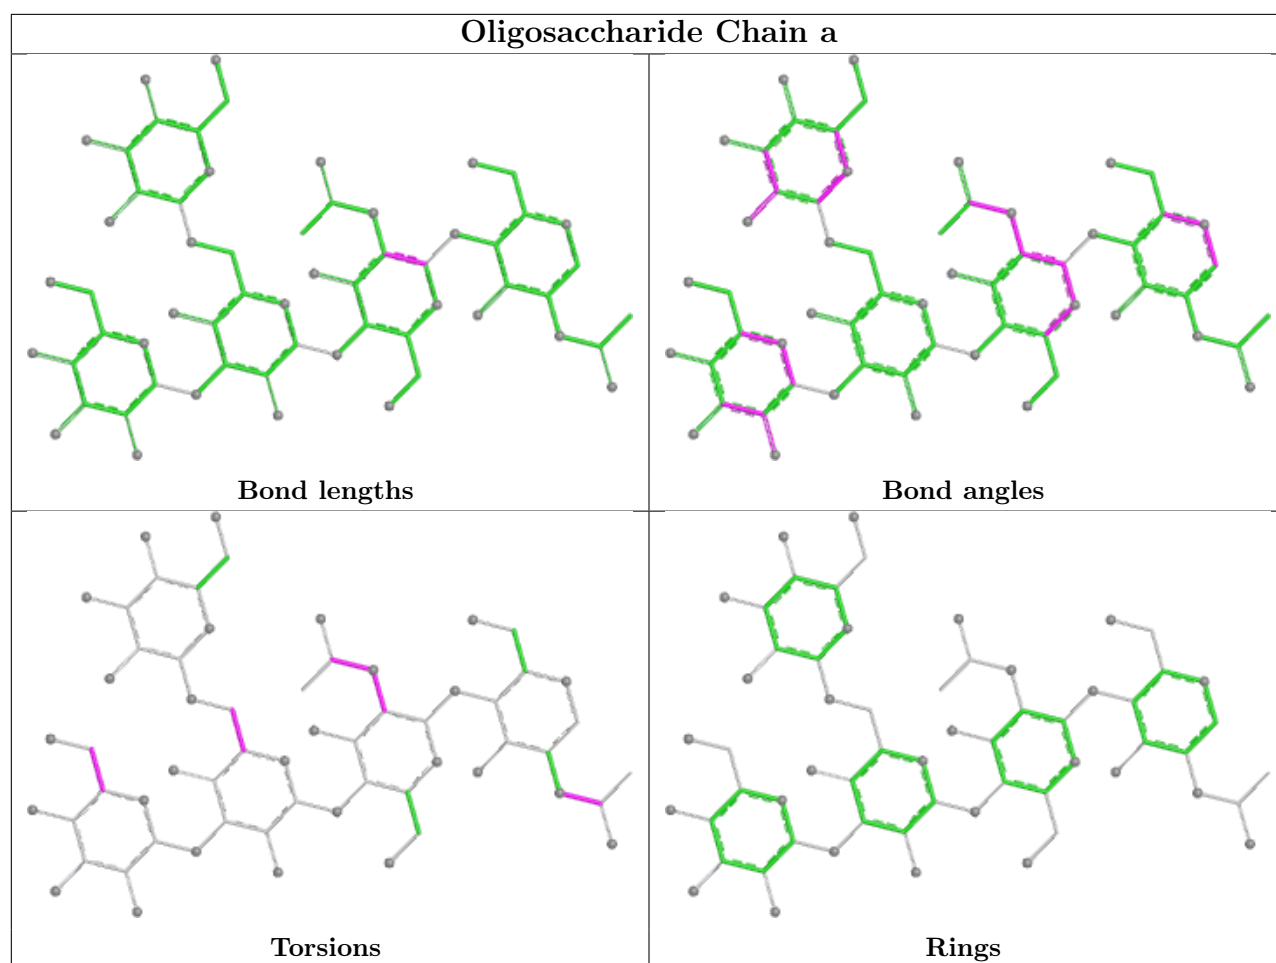 Oligosaccharide Chain a
Bond lengths
Bond angles
Torsions
Rings